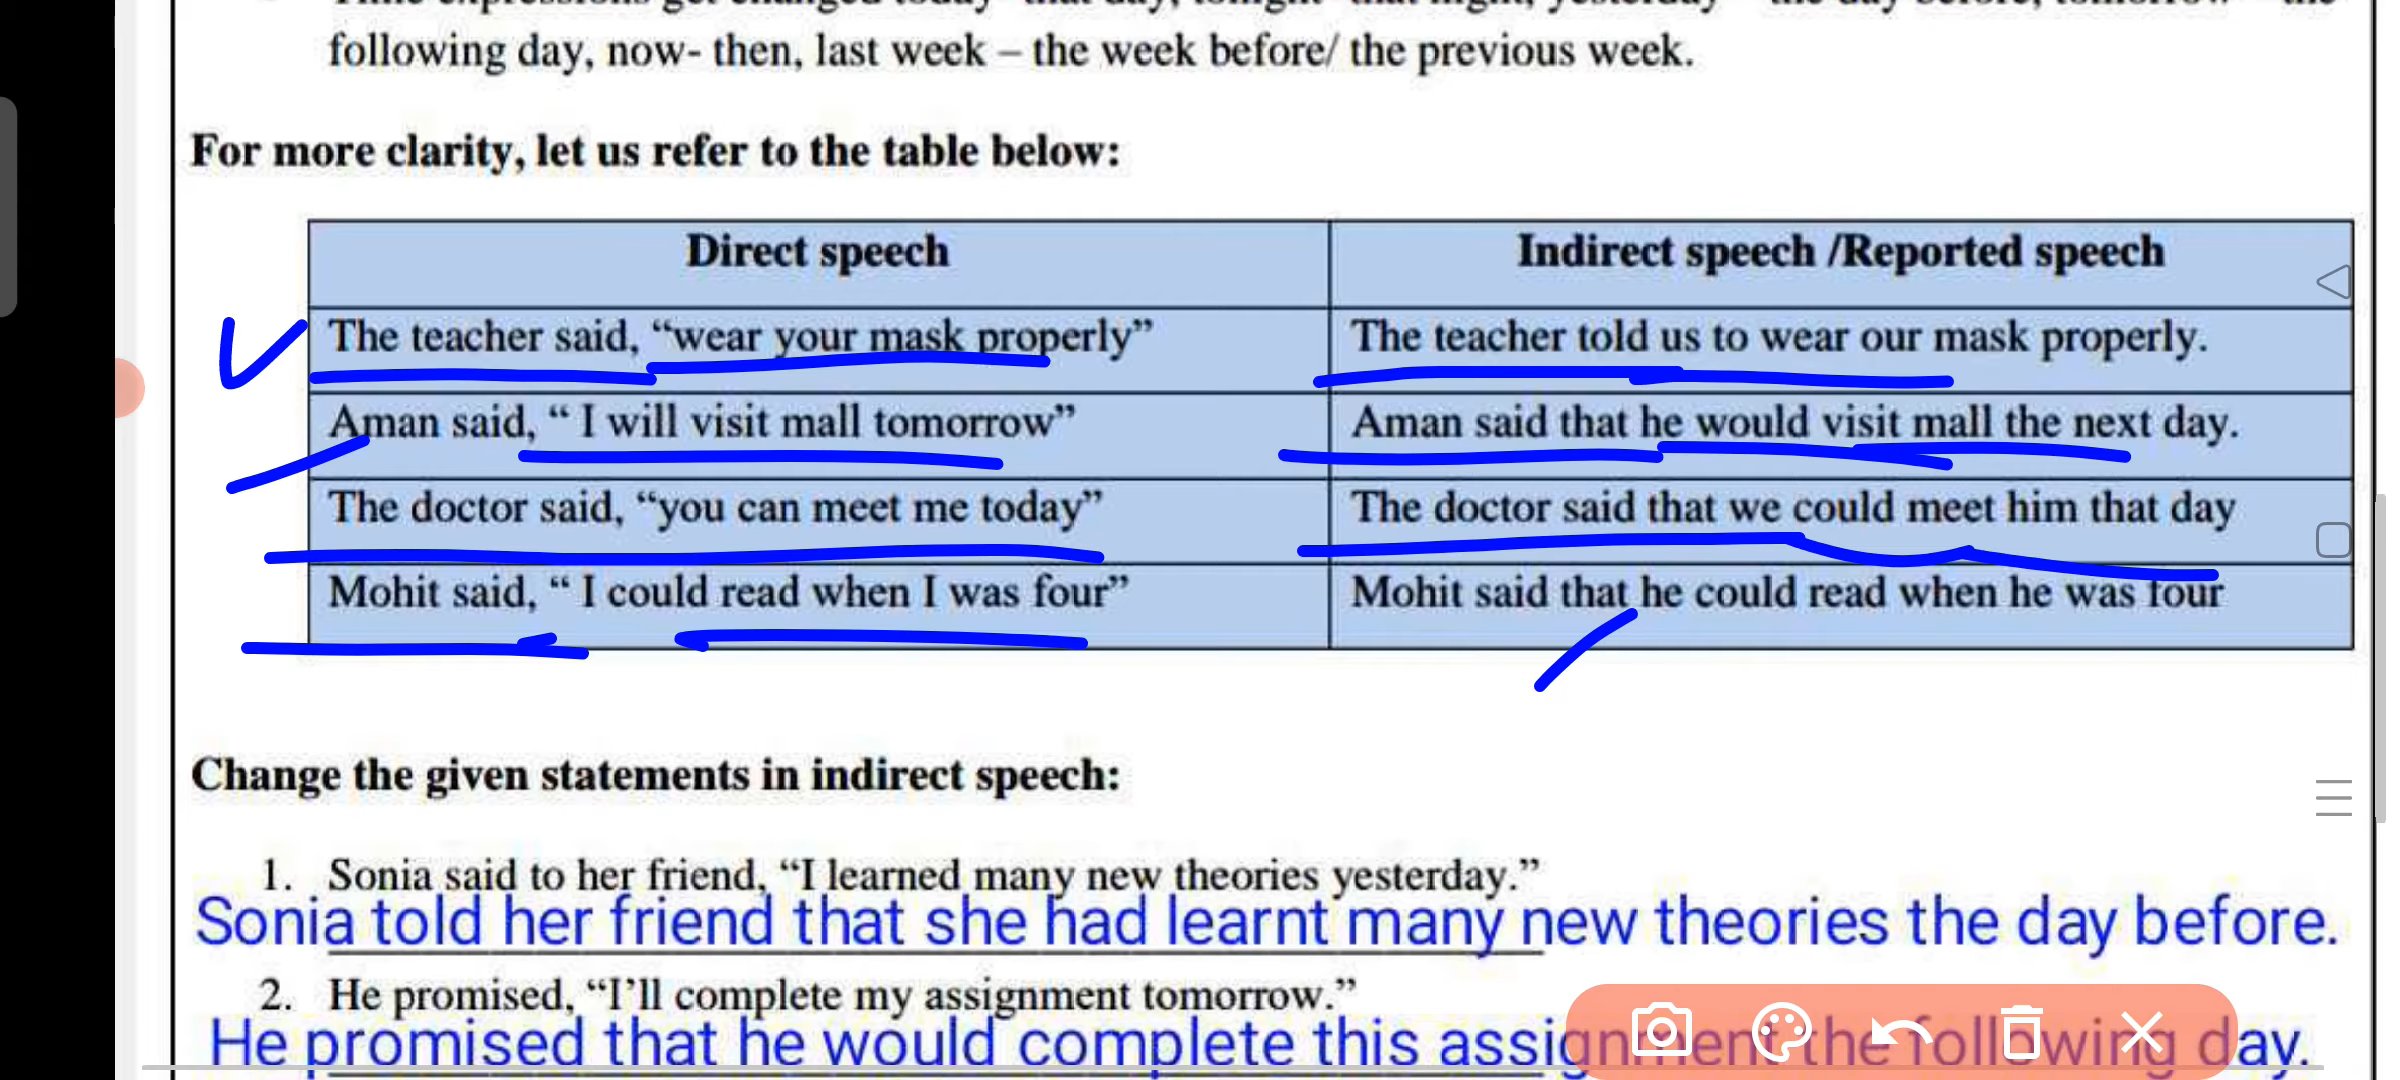 following day, now- then, last week – the week before/ the previous week.
For more clarity, let us refer to the table below:
Direct speech
Indirect speech /Reported speech
The teacher said, “wear your mask properly”
The teacher told us to wear our mask properly.
Aman said, “ I will visit mall tomorrow”
Aman said that he would visit mall the next day.
The doctor said, “you can meet me today”
The doctor said that we could meet him that day
Mohit said, “ I could read when I was four”
Mohit said that he could read when he was four
Change the given statements in indirect speech:
1. Sonia said to her friend, “I learned many new theories yesterday.”
Sonia told her friend that she had learnt many new theories the day before.
2. He promised, “I’ll complete my assignment tomorrow.”
He promised that he would complete this assignment the following day.